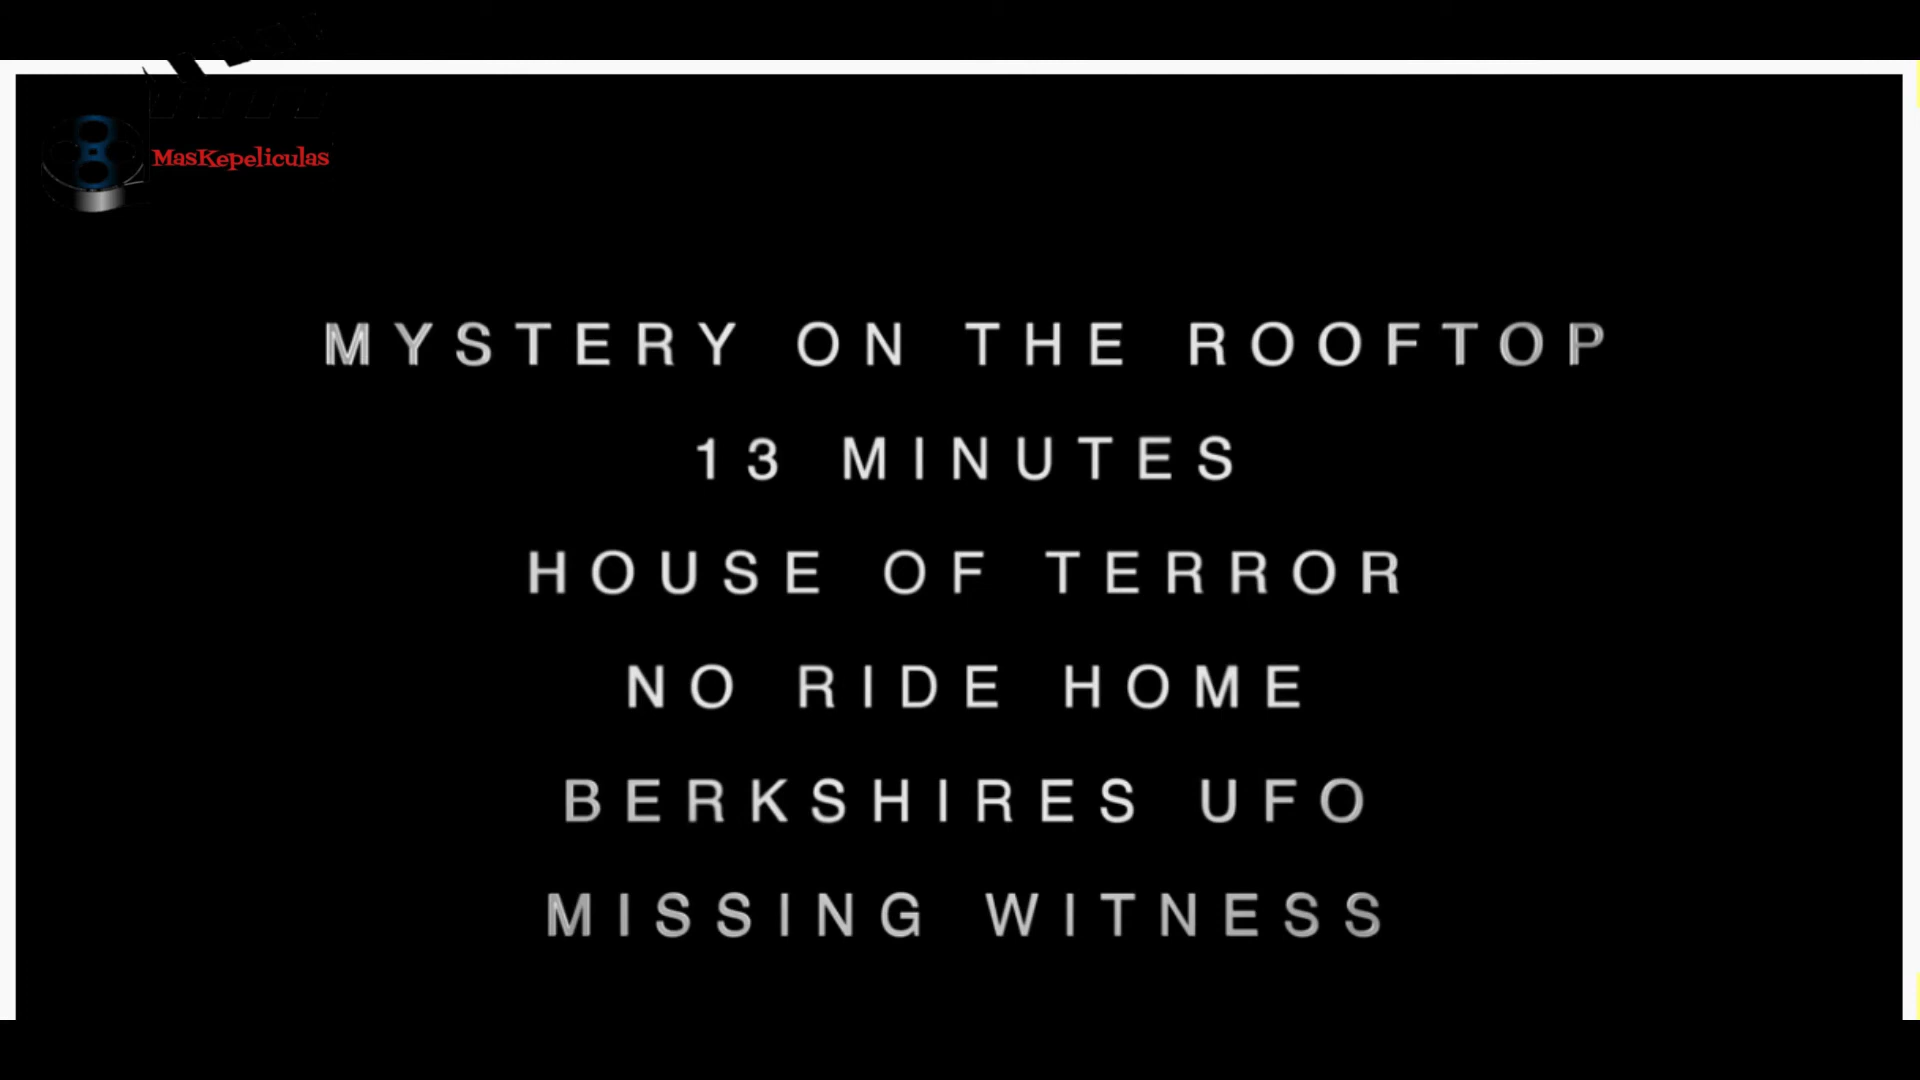 MasKepeliculas
MYSTERY ON THE ROOFTOP
13 MINUTES
HOUSE OF TERROR
NO RIDE HOME
BERKSHIRES UFO
MISSING WITNESS